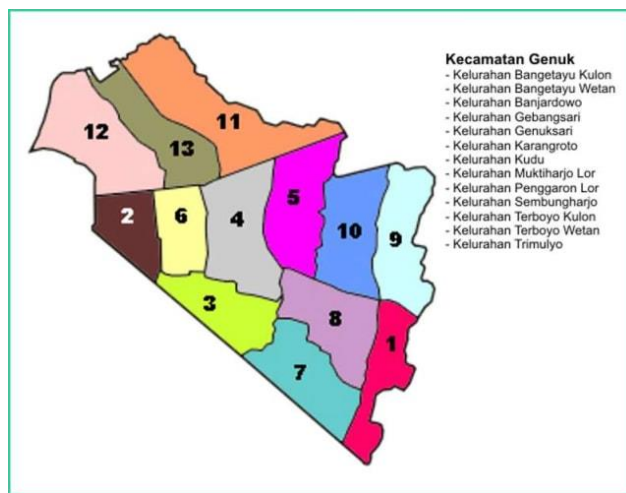 Kecamatan Genuk
- Kelurahan Bangetayu Kulon
- Kelurahan Bangetayu Wetan
- Kelurahan Banjardowo
- Kelurahan Gebangsari
- Kelurahan Genuksari
- Kelurahan Karangroto
- Kelurahan Kudu
- Kelurahan Muktiharjo Lor
- Kelurahan Penggaron Lor
- Kelurahan Sembungharjo
- Kelurahan Terboyo Kulon
- Kelurahan Terboyo Wetan
- Kelurahan Trimulyo
11
12
13
5
2
6
4
10
9
3
8
1
7